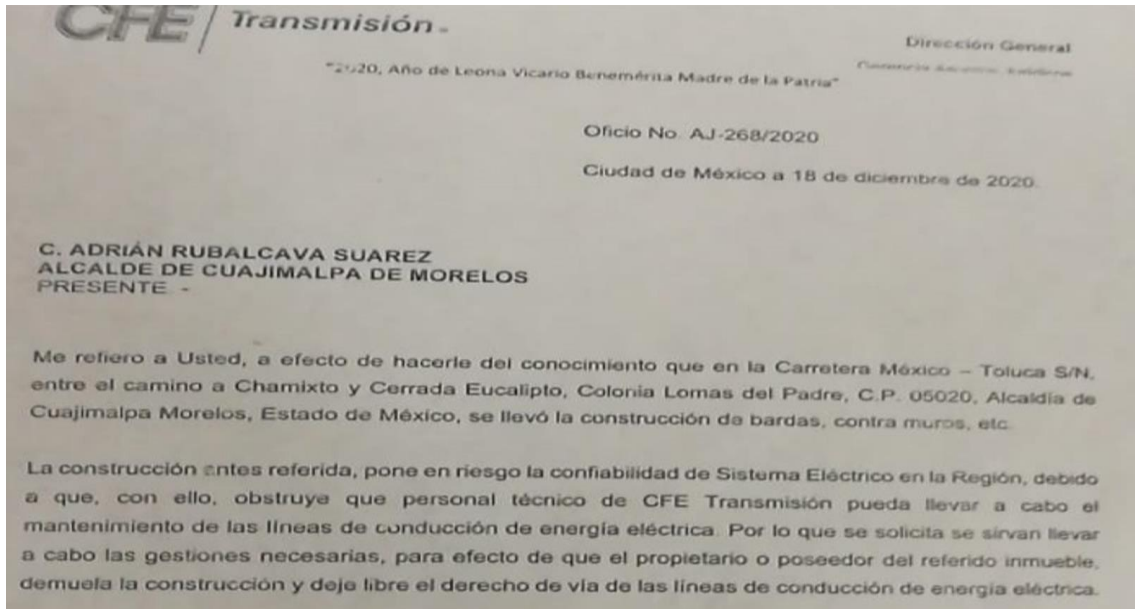 CFE Transmisión
Dirección General
"2020, Año de Leona Vicario Benemérita Madre de la Patria"
Oficio No. AJ-268/2020
Ciudad de México a 18 de diciembre de 2020.
C. ADRIÁN RUBALCAVA SUAREZ
ALCALDE DE CUAJIMALPA DE MORELOS
PRESENTE. -
Me refiero a Usted, a efecto de hacerle del conocimiento que en la Carretera México – Toluca S/N,
entre el camino a Chamixto y Cerrada Eucalipto, Colonia Lomas del Padre, C.P. 05020, Alcaldía de
Cuajimalpa Morelos, Estado de México, se llevó la construcción de bardas, contra muros, etc.
La construcción antes referida, pone en riesgo la confiabilidad de Sistema Eléctrico en la Región, debido
a que, con ello, obstruye que personal técnico de CFE Transmisión pueda llevar a cabo el
mantenimiento de las líneas de conducción de energía eléctrica. Por lo que se solicita se sirvan llevar
a cabo las gestiones necesarias, para efecto de que el propietario o poseedor del referido inmueble,
demuela la construcción y deje libre el derecho de vía de las líneas de conducción de energía eléctrica.